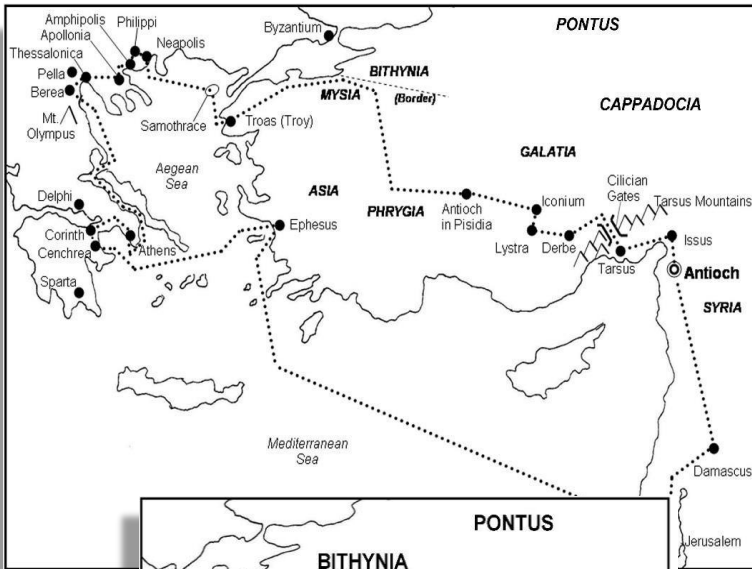 Amphipolis
Philippi
Apollonia
Neapolis
Byzantium
PONTUS
Thessalonica
Pella
Berea
BITHYNIA
MYSIA
(Border)
CAPPADOCIA
Mt.
Olympus
Samothrace
Troas (Troy)
Aegean
Sea
GALATIA
Cilician
Gates
Tarsus Mountains
Delphi
ASIA
PHRYGIA
Antioch
in Pisidia
Iconium
Corinth
Cenchrea
Athens
Ephesus
Lystra
Derbe
Tarsus
Issus
Antioch
Sparta
SYRIA
Mediterranean
Sea
Damascus
Jerusalem
PONTUS
BITHYNIA